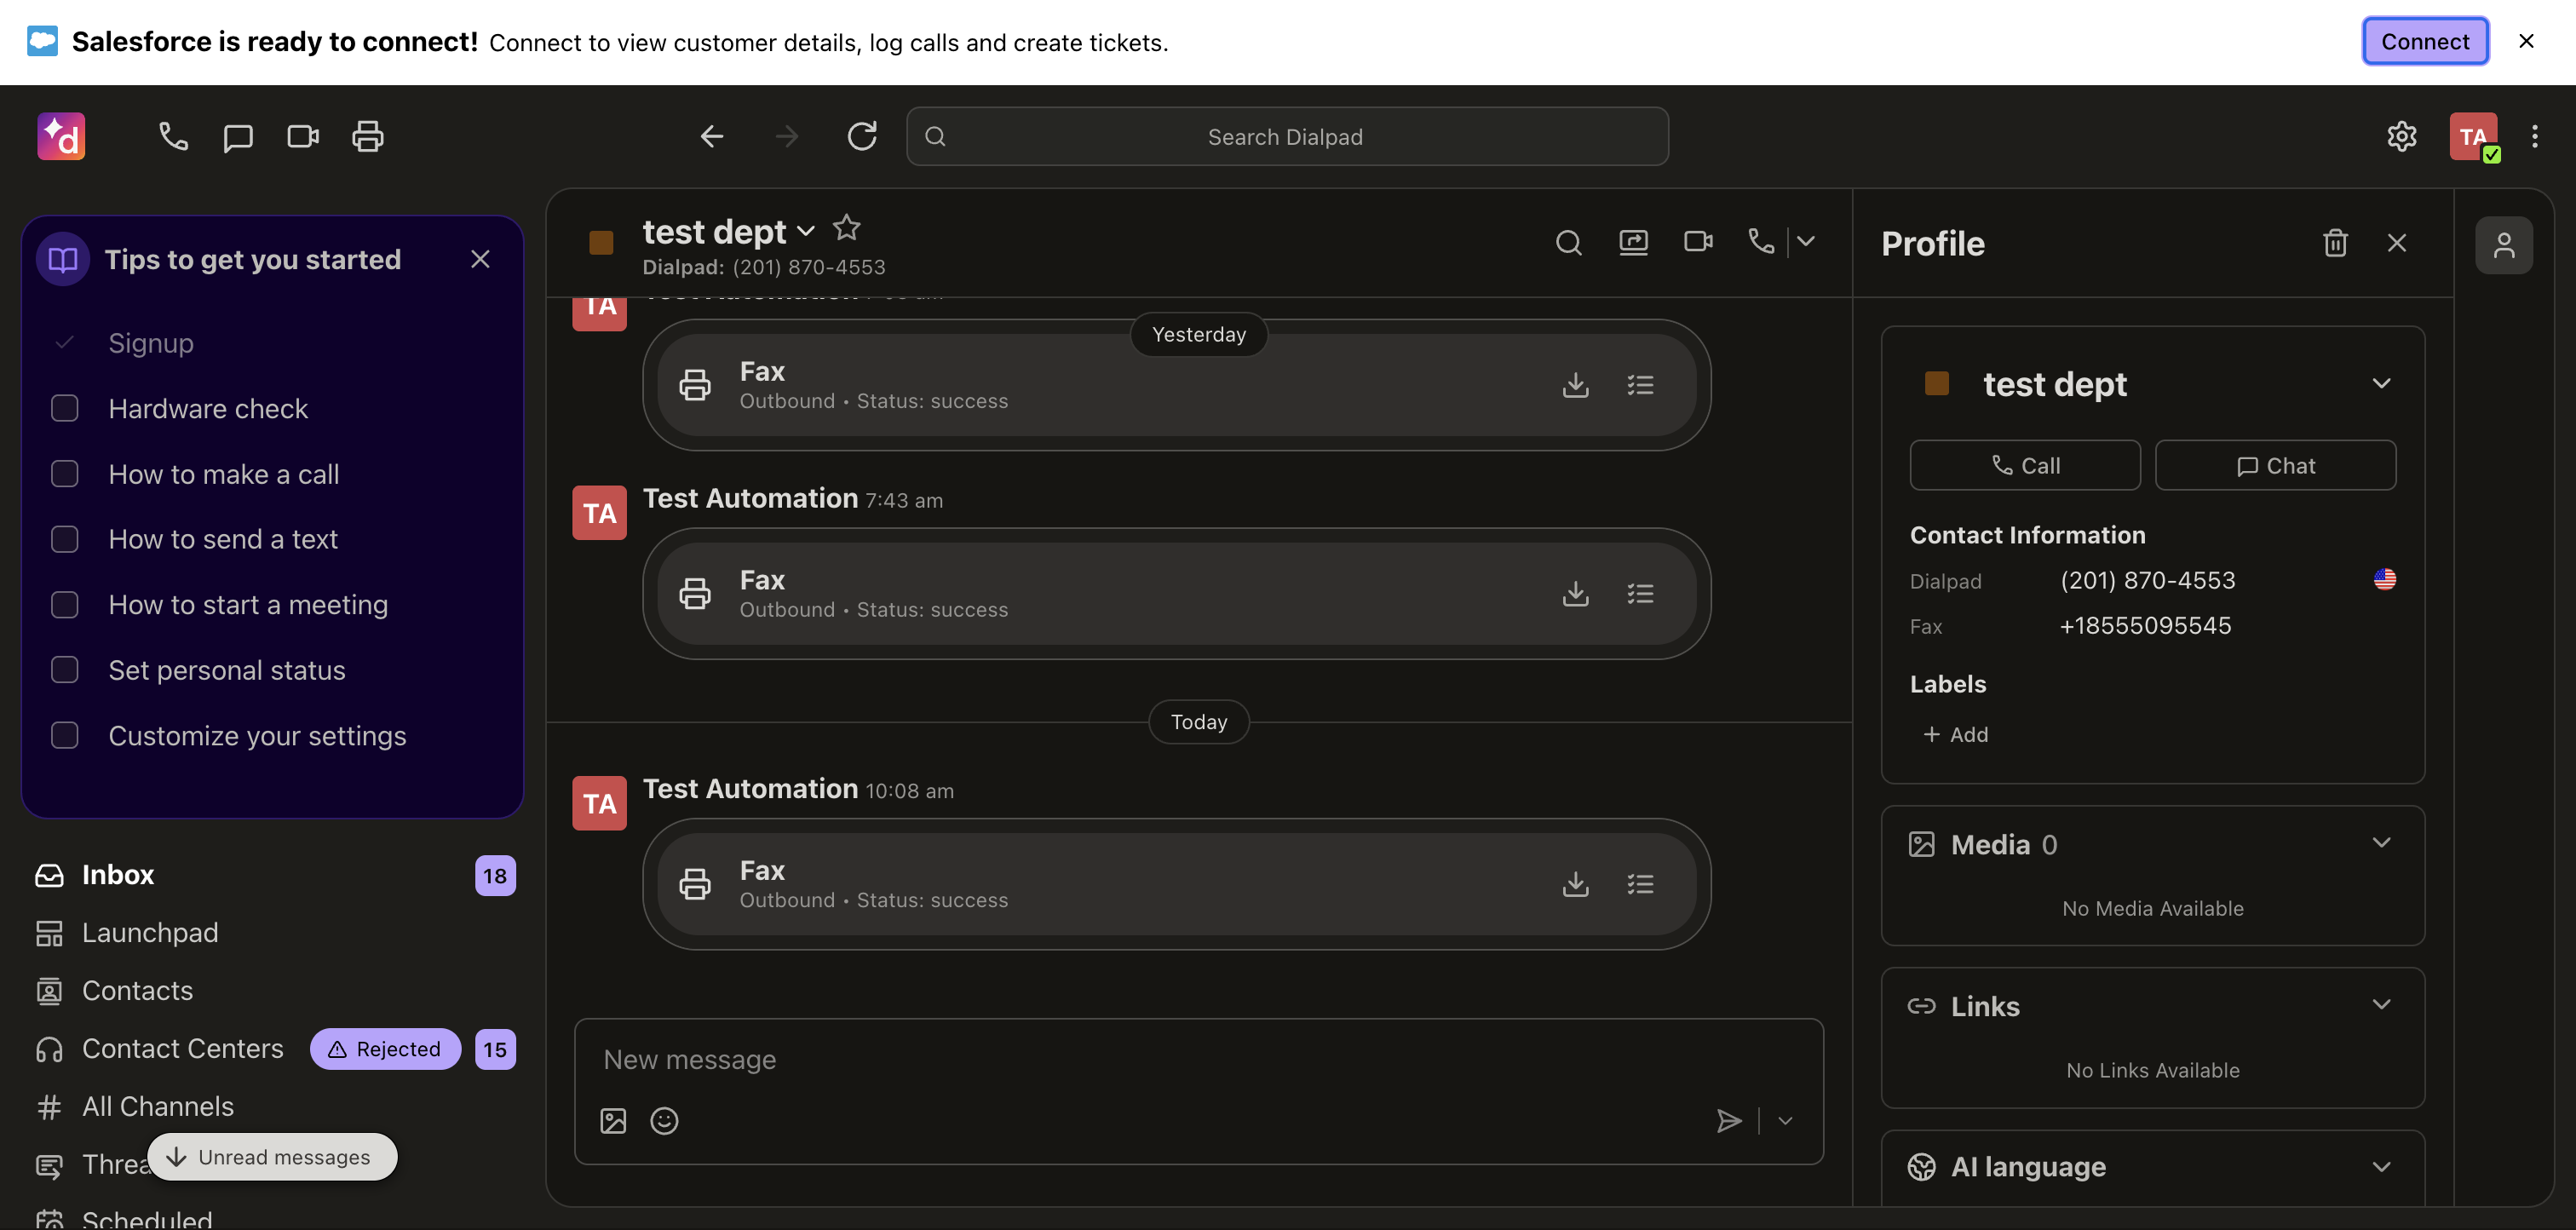 Salesforce is ready to connect! Connect to view customer details, log calls and create tickets.
Connect
d
Search Dialpad
TA
Tips to get you started
Signup
Hardware check
How to make a call
How to send a text
How to start a meeting
Set personal status
Customize your settings
Inbox 18
Launchpad
Contacts
Contact Centers Rejected 15
All Channels
Unread messages
Scheduled
test dept
Dialpad: (201) 870-4553
TA Test Automation
Yesterday
Fax
Outbound • Status: success
TA Test Automation 7:43 am
Fax
Outbound • Status: success
Today
TA Test Automation 10:08 am
Fax
Outbound • Status: success
New message
Profile
test dept
Call
Chat
Contact Information
Dialpad (201) 870-4553
Fax +18555095545
Labels
+ Add
Media 0
No Media Available
Links
No Links Available
AI language